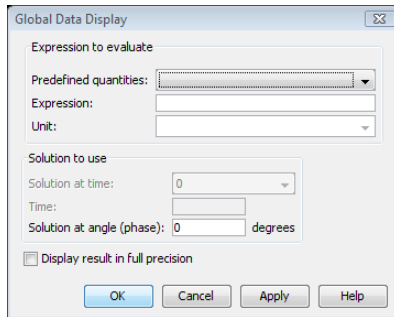 Global Data Display
Expression to evaluate
Predefined quantities:
Expression:
Unit:
Solution to use
Solution at time: 0
Time:
Solution at angle (phase): 0 degrees
Display result in full precision
OK Cancel Apply Help